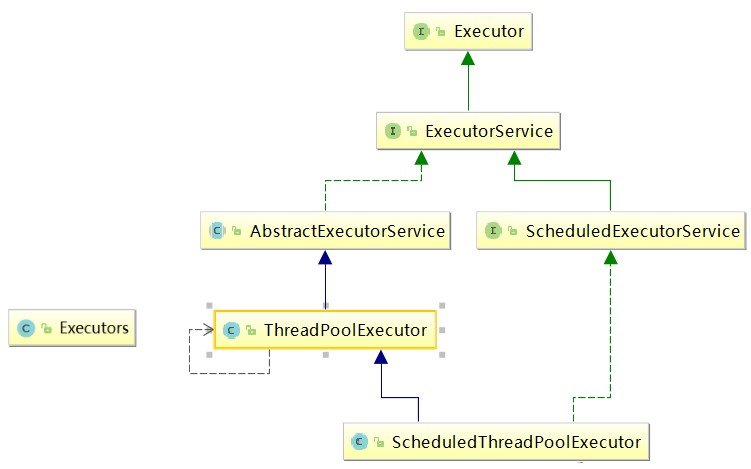 I Executor
I ExecutorService
C AbstractExecutorService
I ScheduledExecutorService
C Executors
C ThreadPoolExecutor
C ScheduledThreadPoolExecutor